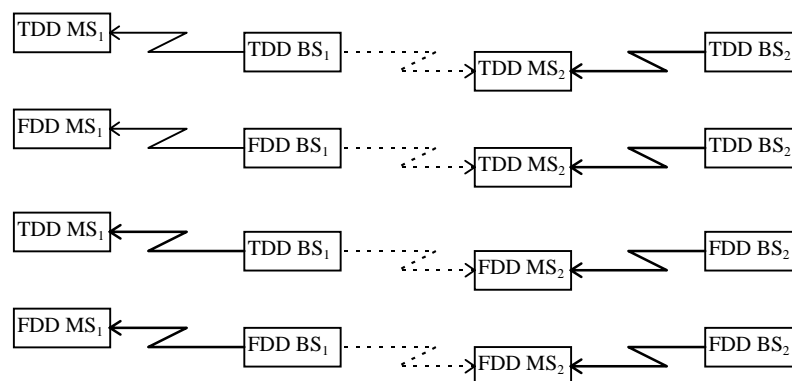 TDD MS₁ TDD BS₁ TDD MS₂ TDD BS₂
FDD MS₁ FDD BS₁ TDD MS₂ TDD BS₂
TDD MS₁ TDD BS₁ FDD MS₂ FDD BS₂
FDD MS₁ FDD BS₁ FDD MS₂ FDD BS₂